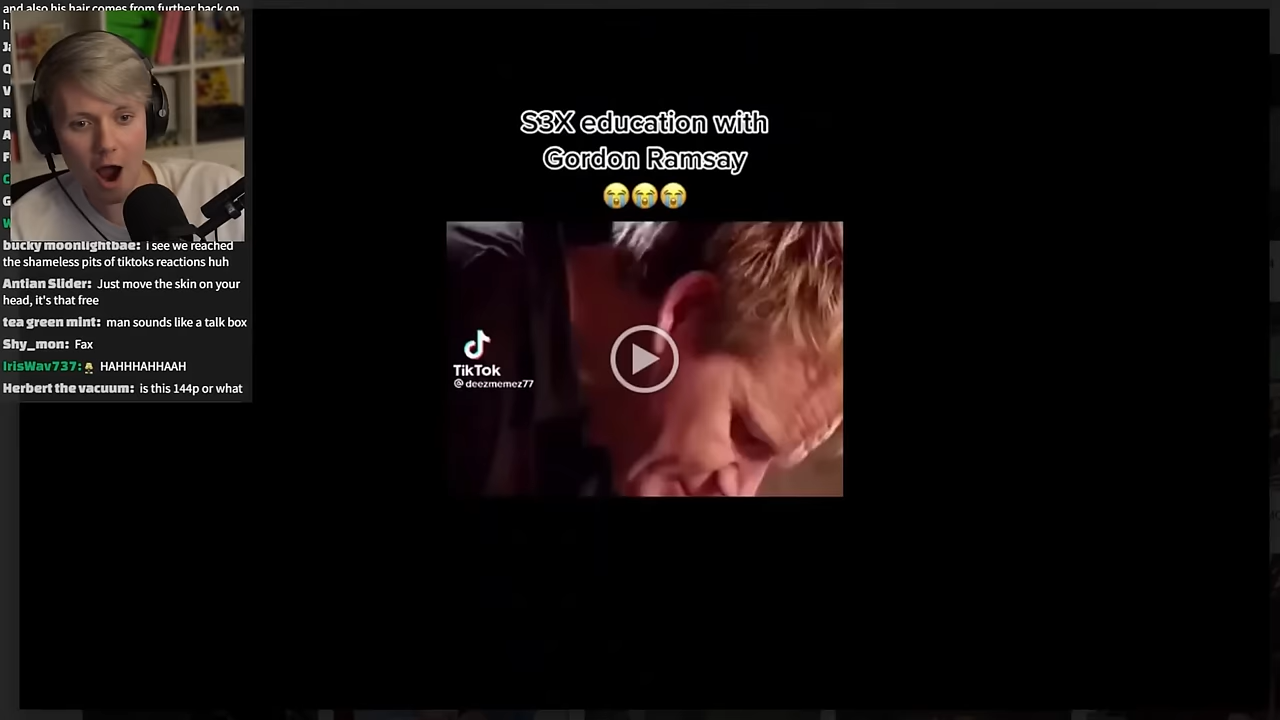 and also his hair comes from further back on
h
Ja
Q
V
R
A
F
C
G
W
bucky moonlightbae: i see we reached
the shameless pits of tiktoks reactions huh
Antian Slider: Just move the skin on your
head, it's that free
tea green mint: man sounds like a talk box
Shy_mon: Fax
IrisWav737: HAHHHAHHAAH
Herbert the vacuum: is this 144p or what
S3X education with
Gordon Ramsay
😭😭😭
TikTok
@deezmemez77